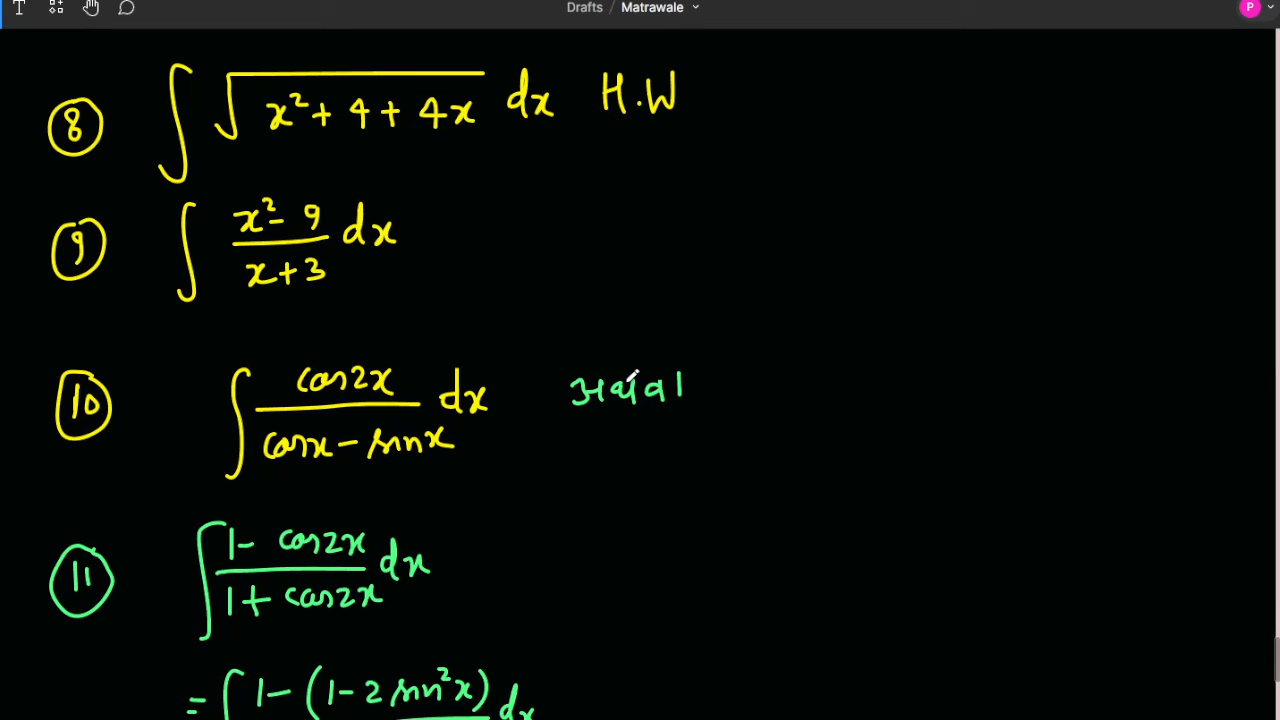 Drafts / Matrawale
P
⑧ ∫ √(x² + 4 + 4x) dx H.W
⑨ ∫ (x² - 9)/(x + 3) dx
⑩ ∫ cos2x/(cosx - sinx) dx
⑪ ∫ (1 - cos2x)/(1 + cos2x) dx
= ∫ 1 - (1 - 2 sin²x) dx